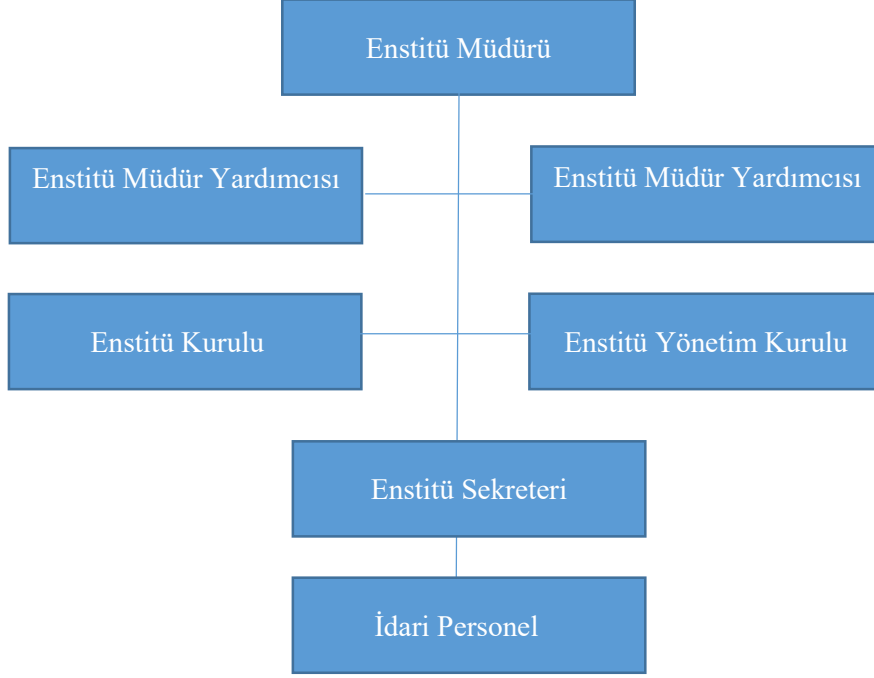 Enstitü Müdürü
Enstitü Müdür Yardımcısı
Enstitü Müdür Yardımcısı
Enstitü Kurulu
Enstitü Yönetim Kurulu
Enstitü Sekreteri
İdari Personel